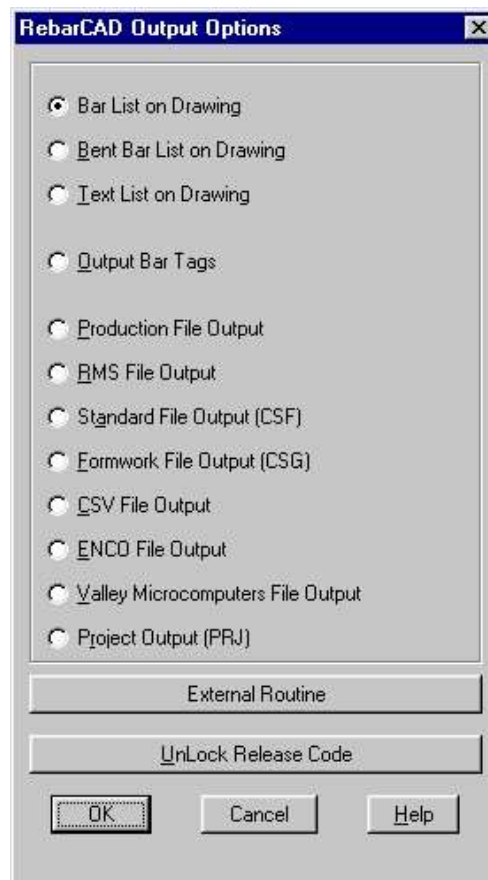 RebarCAD Output Options
Bar List on Drawing
Bent Bar List on Drawing
Text List on Drawing
Output Bar Tags
Production File Output
RMS File Output
Standard File Output (CSF)
Formwork File Output (CSG)
CSV File Output
ENCO File Output
Valley Microcomputers File Output
Project Output (PRJ)
External Routine
UnLock Release Code
OK Cancel Help